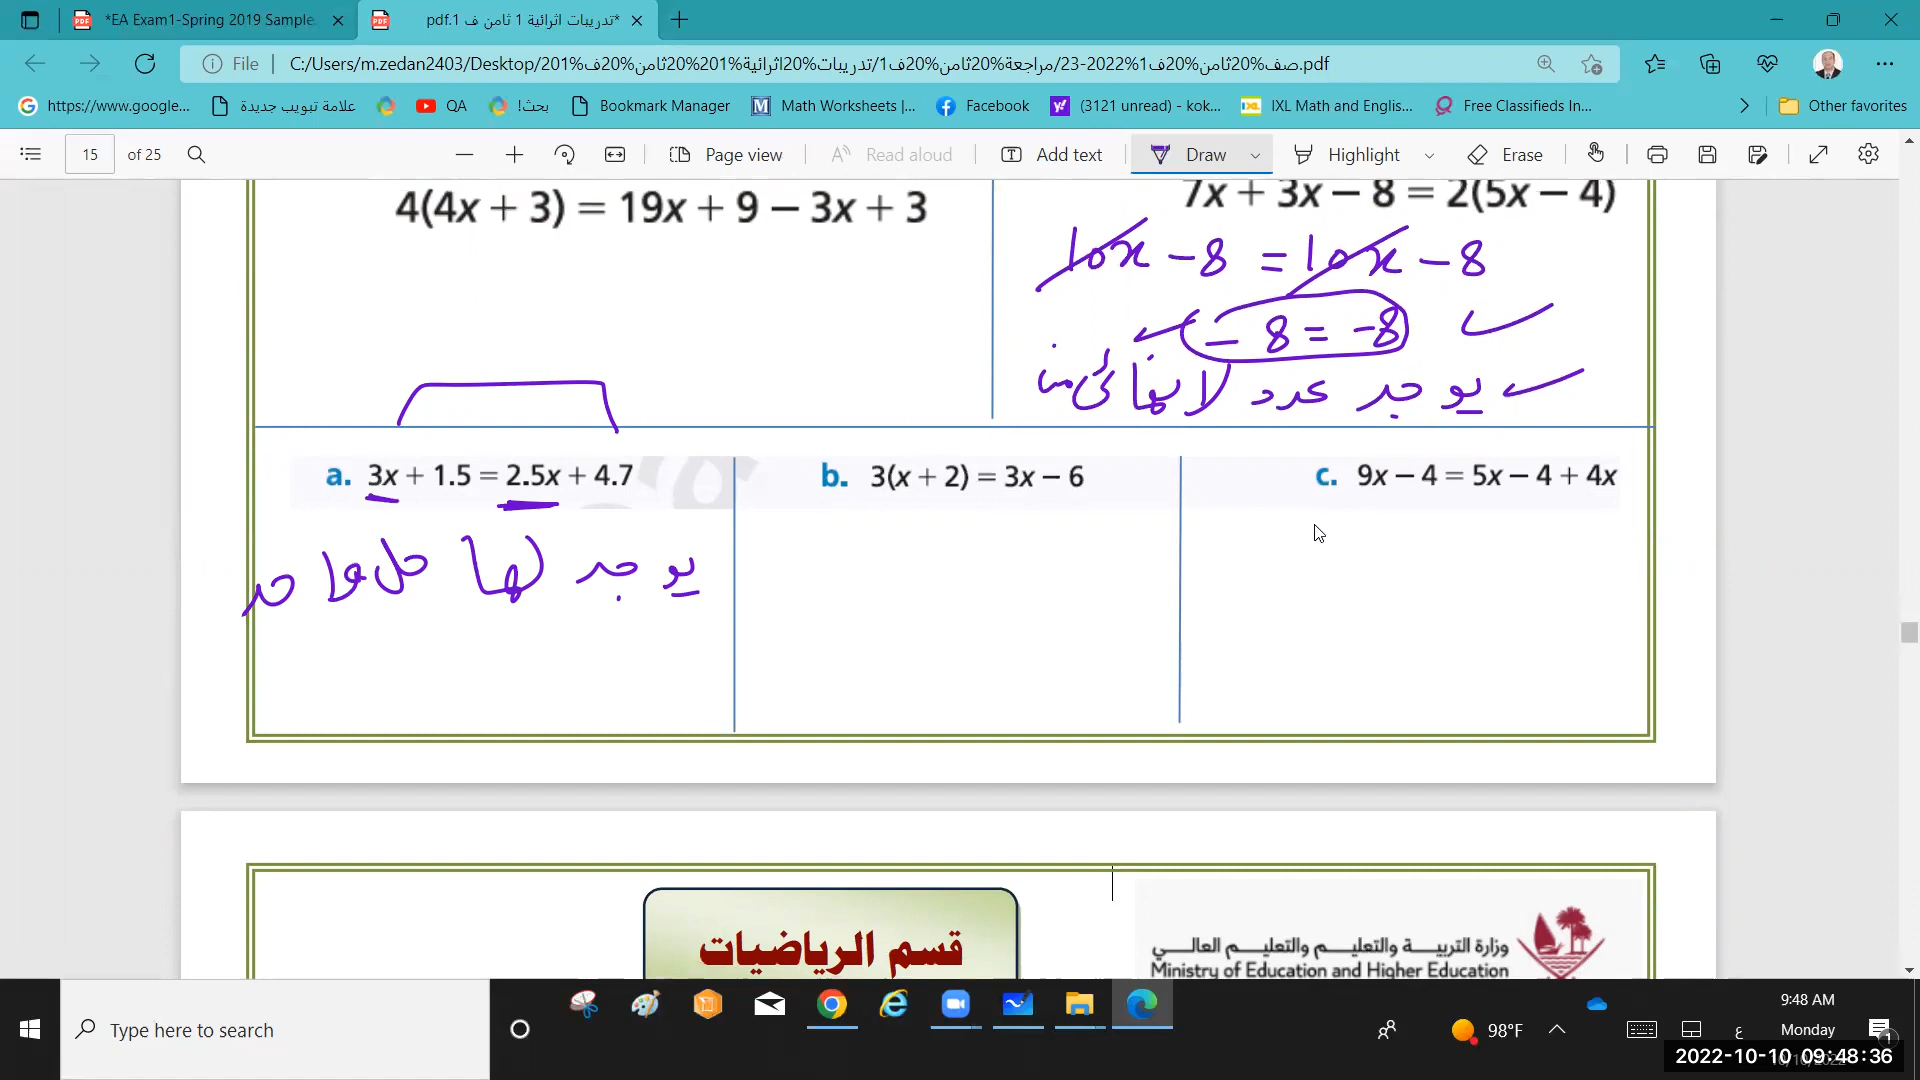 *EA Exam1-Spring 2019 Sample.
*تدريبات اثرائية 1 ثامن ف 1.pdf
File
C:/Users/m.zedan2403/Desktop/201%صف%20ثامن%20ف1%2022-23/مراجعة%20ثامن%20ف1/تدريبات%20اثرائية%201%20ثامن%20ف.pdf
https://www.google...
علامة تبويب جديدة
QA
بحث!
Bookmark Manager
Math Worksheets |...
Facebook
(3121 unread) - kok...
IXL Math and Englis...
Free Classifieds In...
Other favorites
15 of 25
Page view
Read aloud
Add text
Draw
Highlight
Erase
4(4x + 3) = 19x + 9 − 3x + 3
7x + 3x − 8 = 2(5x − 4)
10x − 8 = 10x − 8
− 8 = −8
يوجد عدد لا نهائي من
a. 3x + 1.5 = 2.5x + 4.7
b. 3(x + 2) = 3x − 6
c. 9x − 4 = 5x − 4 + 4x
يوجد لها حل واحد
قسم الرياضيات
وزارة التربية والتعليم والتعليم العالي
Ministry of Education and Higher Education
Type here to search
98°F
ع
9:48 AM
Monday
1
2022-10-10 09:48:36